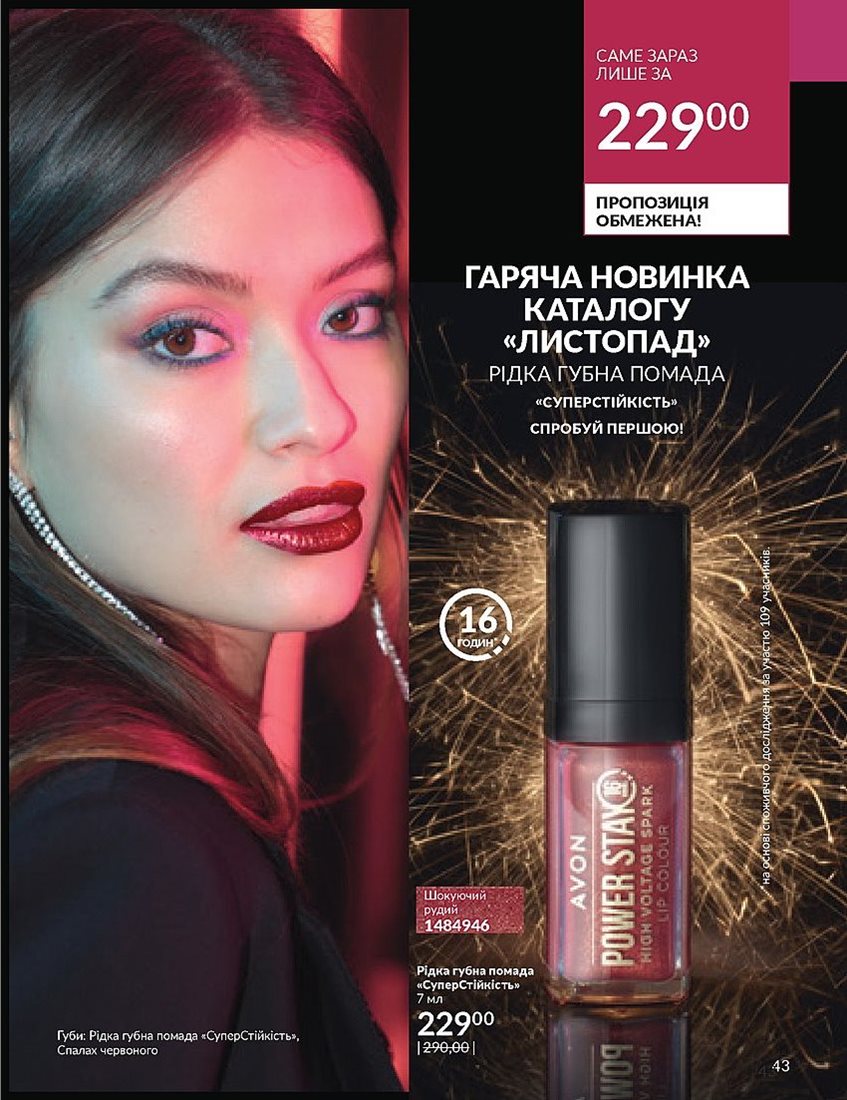 САМЕ ЗАРАЗ
ЛИШЕ ЗА
229⁰⁰
ПРОПОЗИЦІЯ
ОБМЕЖЕНА!
ГАРЯЧА НОВИНКА
КАТАЛОГУ
«ЛИСТОПАД»
РІДКА ГУБНА ПОМАДА
«СУПЕРСТІЙКІСТЬ»
СПРОБУЙ ПЕРШОЮ!
16
ГОДИН*
*на основі споживчого дослідження за участю 109 учасників.
AVON
POWER STAY 16
HIGH VOLTAGE SPARK
LIP COLOUR
Шокуючий
рудий
1484946
Рідка губна помада
«СуперСтійкість»
7 мл
229⁰⁰
|290,00|
Губи: Рідка губна помада «СуперСтійкість»,
Спалах червоного
43